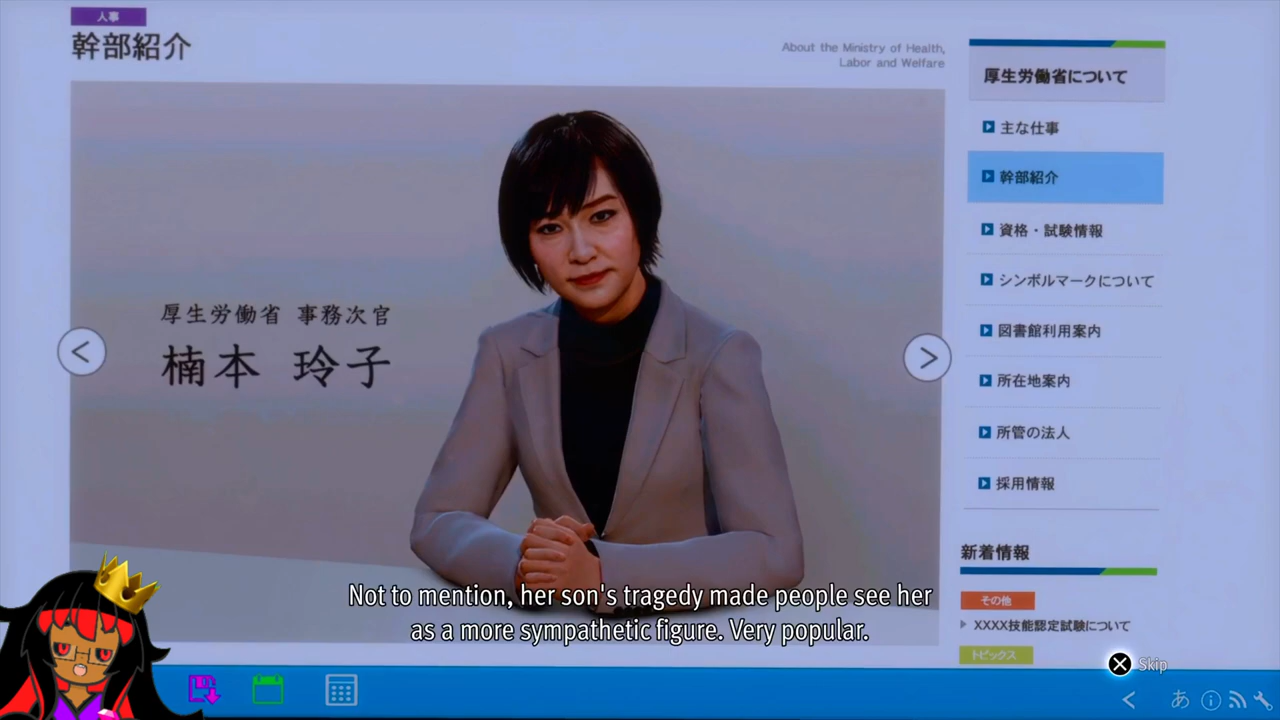 人事
幹部紹介
About the Ministry of Health,
Labor and Welfare
厚生労働省 事務次官
楠本 玲子
厚生労働省について
主な仕事
幹部紹介
資格・試験情報
シンボルマークについて
図書館利用案内
所在地案内
所管の法人
採用情報
新着情報
その他
XXXX技能認定試験について
トピックス
Not to mention, her son's tragedy made people see her
as a more sympathetic figure. Very popular.
Skip
あ